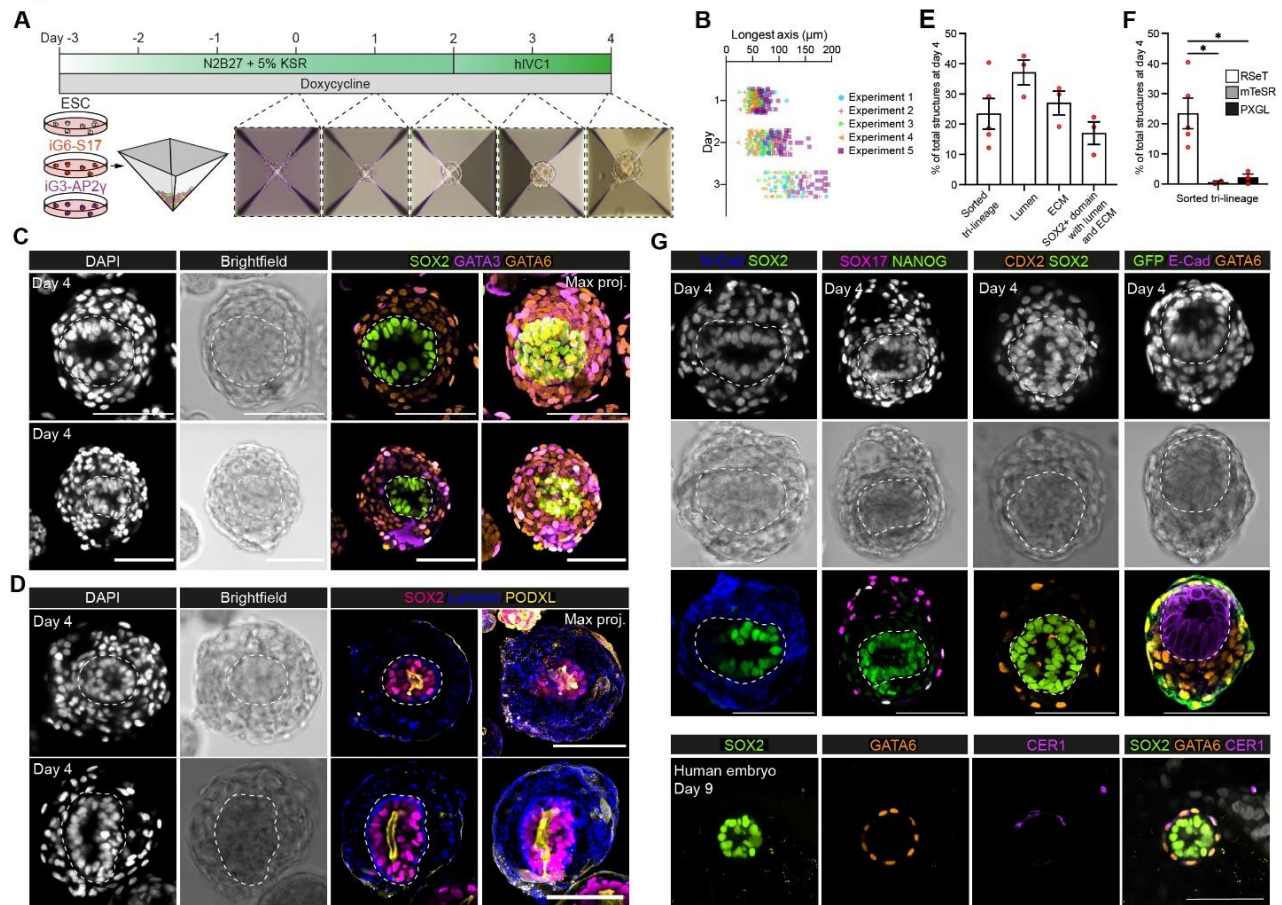 A
Day -3 -2 -1 0 1 2 3 4
N2B27 + 5% KSR
hIVC1
Doxycycline
ESC
iG6-S17
iG3-AP2γ
B
Longest axis (µm)
0 50 100 150 200
Day
1
2
3
Experiment 1
Experiment 2
Experiment 3
Experiment 4
Experiment 5
E
% of total structures at day 4
50
40
30
20
10
0
Sorted
tri-lineage
Lumen
ECM
SOX2+ domain
with lumen
and ECM
F
% of total structures at day 4
50
40
30
20
10
0
*
*
RSeT
mTeSR
PXGL
Sorted tri-lineage
C
DAPI
Brightfield
SOX2 GATA3 GATA6
Day 4
Max proj.
Day 4
D
DAPI
Brightfield
SOX2 Laminin PODXL
Day 4
Max proj.
Day 4
G
N-Cad SOX2
SOX17 NANOG
CDX2 SOX2
GFP E-Cad GATA6
Day 4
Day 4
Day 4
Day 4
SOX2
GATA6
CER1
SOX2 GATA6 CER1
Human embryo
Day 9